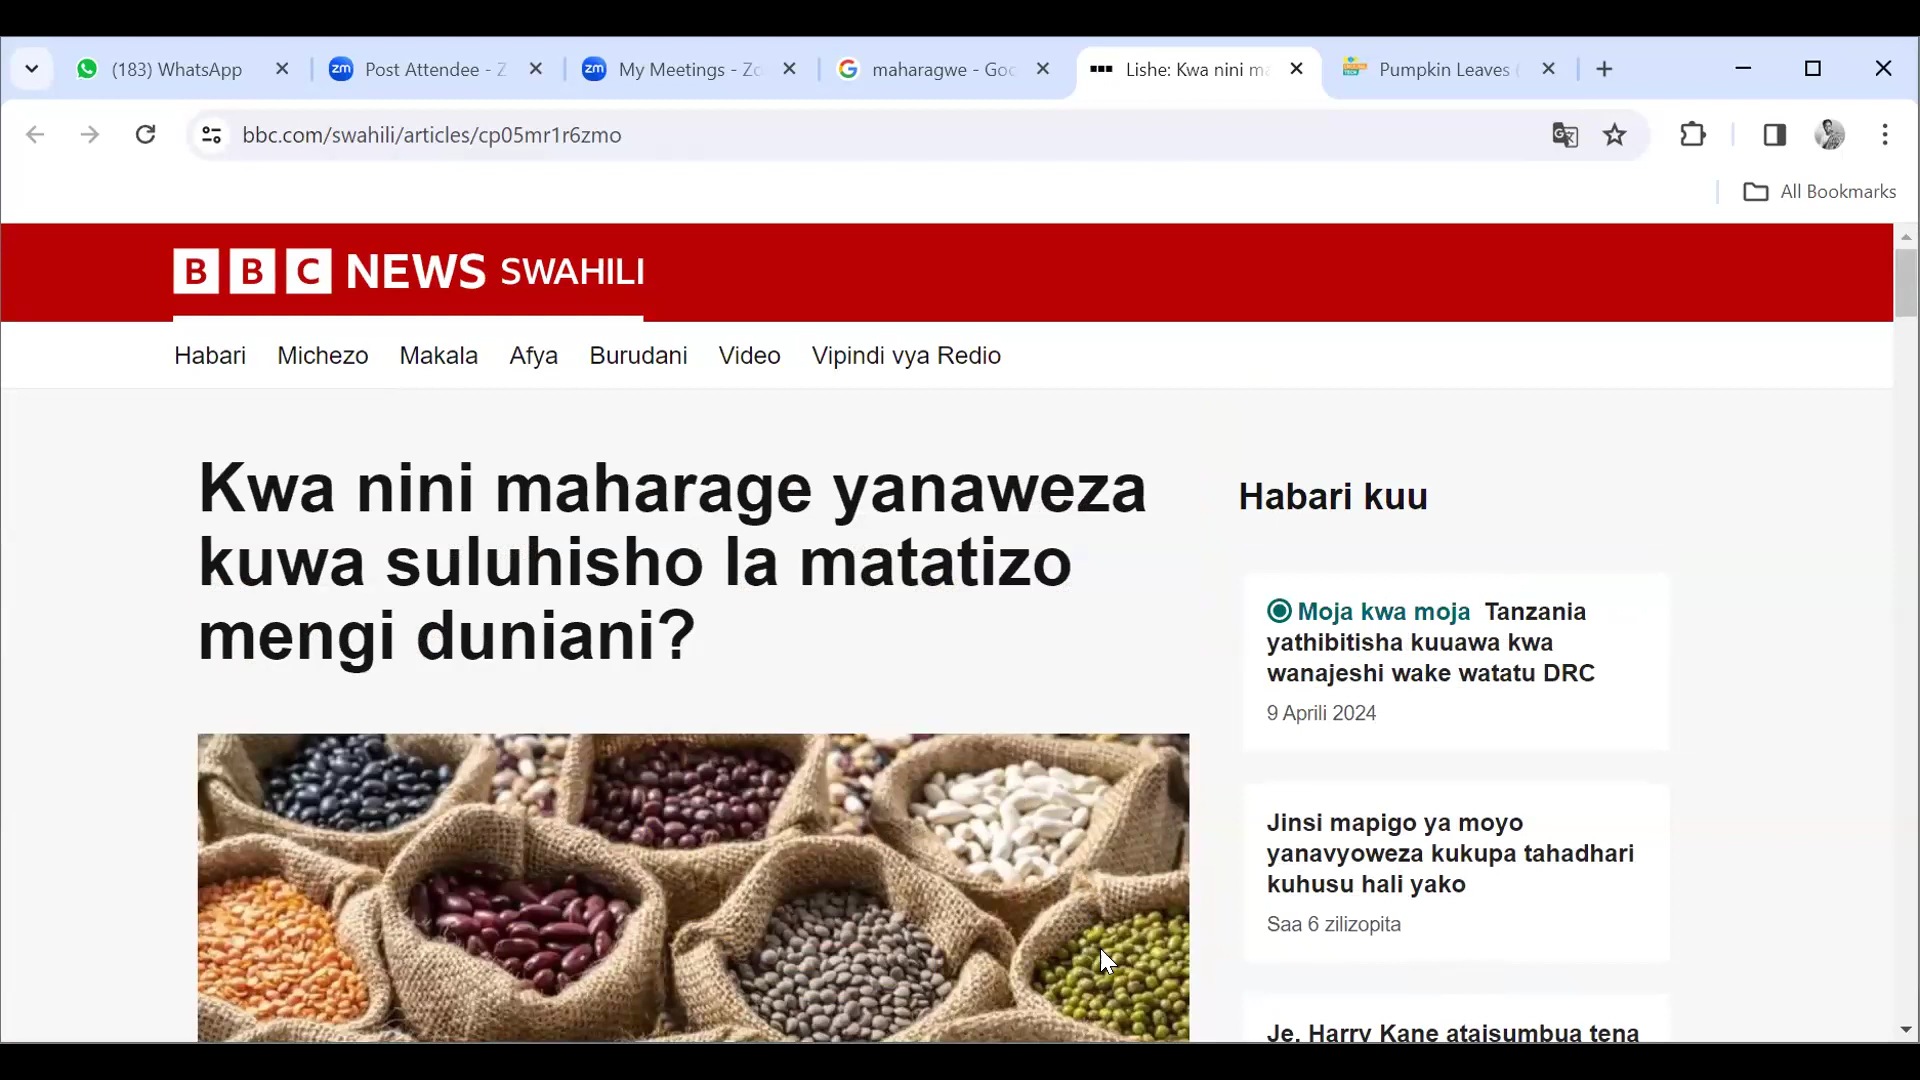 (183) WhatsApp
Post Attendee - Z
My Meetings - Zo
maharagwe - Goo
Lishe: Kwa nini ma
Pumpkin Leaves (
bbc.com/swahili/articles/cp05mr1r6zmo
All Bookmarks
BBC NEWS SWAHILI
Habari Michezo Makala Afya Burudani Video Vipindi vya Redio
Kwa nini maharage yanaweza
kuwa suluhisho la matatizo
mengi duniani?
Habari kuu
Moja kwa moja Tanzania
yathibitisha kuuawa kwa
wanajeshi wake watatu DRC
9 Aprili 2024
Jinsi mapigo ya moyo
yanavyoweza kukupa tahadhari
kuhusu hali yako
Saa 6 zilizopita
Je, Harry Kane ataisumbua tena